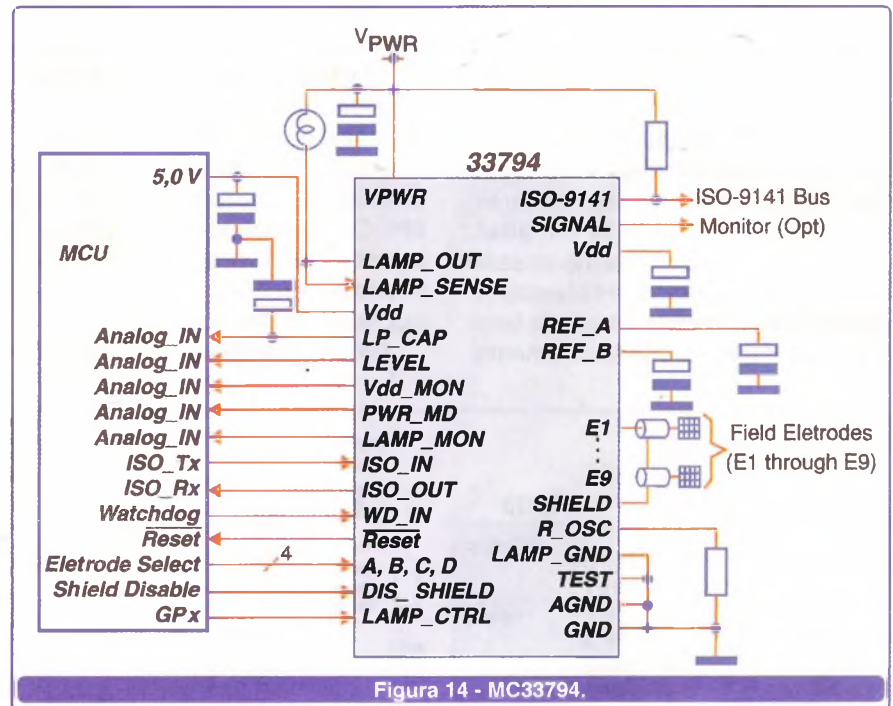 VPWR
33794
MCU
5,0 V
Analog_IN
Analog_IN
Analog_IN
Analog_IN
Analog_IN
ISO_Tx
ISO_Rx
Watchdog
Reset
Eletrode Select
Shield Disable
GPx
4
VPWR
LAMP_OUT
LAMP_SENSE
Vdd
LP_CAP
LEVEL
Vdd_MON
PWR_MD
LAMP_MON
ISO_IN
ISO_OUT
WD_IN
Reset
A, B, C, D
DIS_ SHIELD
LAMP_CTRL
ISO-9141
SIGNAL
Vdd
REF_A
REF_B
E1
E9
SHIELD
R_OSC
LAMP_GND
TEST
AGND
GND
ISO-9141 Bus
Monitor (Opt)
Field Eletrodes
(E1 through E9)
Figura 14 - MC33794.